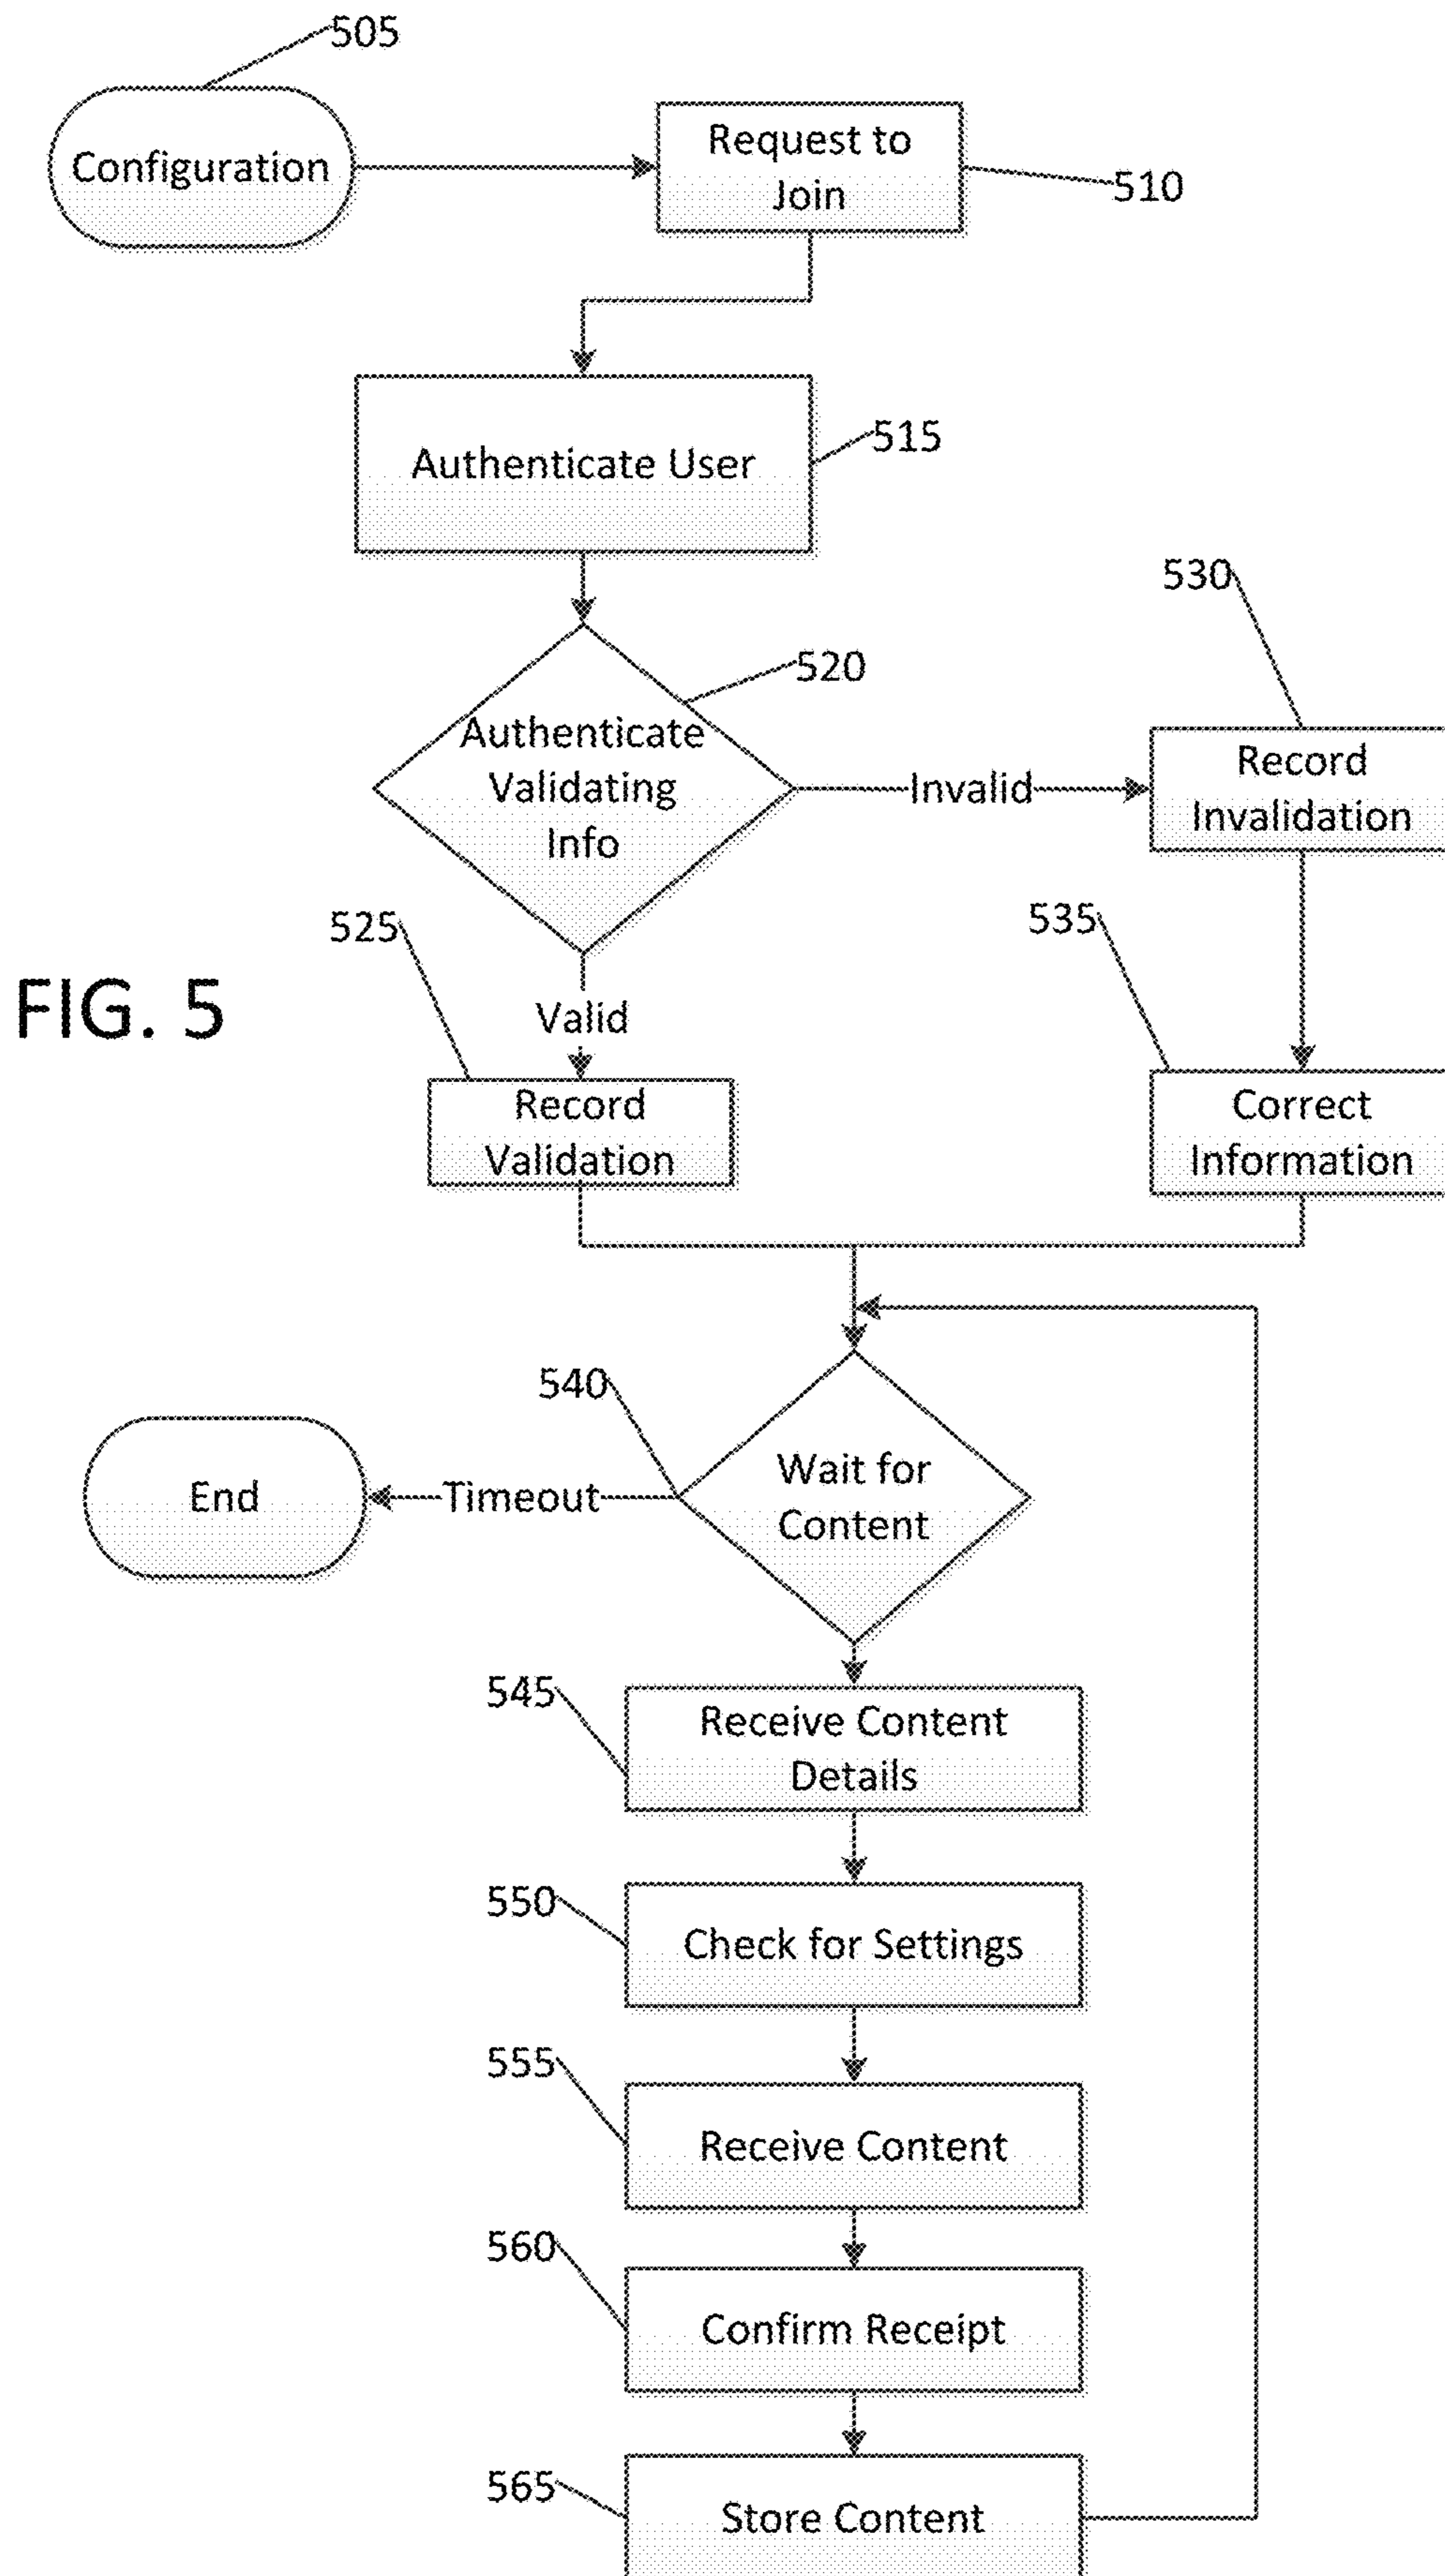 505
Configuration
Request to
Join
510
Authenticate User
515
530
520
Authenticate
Validating
Info
Invalid
Record
Invalidation
525
535
FIG. 5
Valid
Record
Validation
Correct
Information
540
End
Timeout
Wait for
Content
545
Receive Content
Details
550
Check for Settings
555
Receive Content
560
Confirm Receipt
565
Store Content